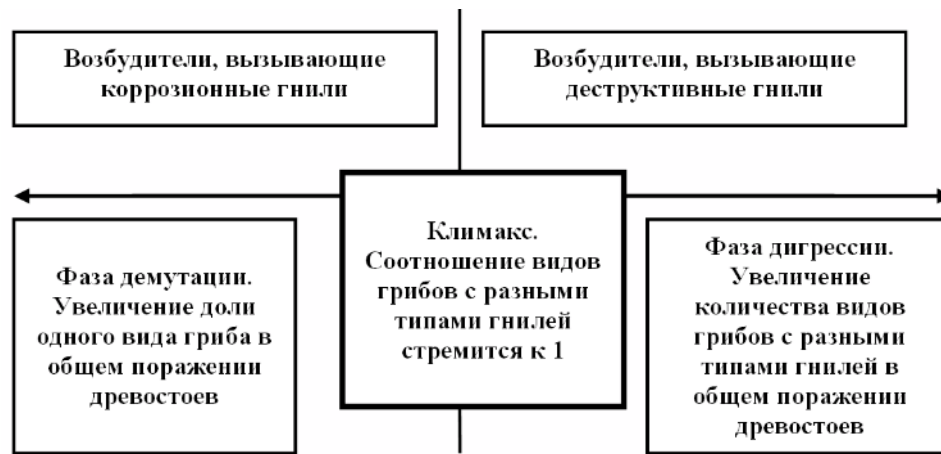 Возбудители, вызывающие
коррозионные гнили
Возбудители, вызывающие
деструктивные гнили
Фаза демутации.
Увеличение доли
одного вида гриба в
общем поражении
древостоев
Климакс.
Соотношение видов
грибов с разными
типами гнилей
стремится к 1
Фаза дигрессии.
Увеличение
количества видов
грибов с разными
типами гнилей в
общем поражении
древостоев